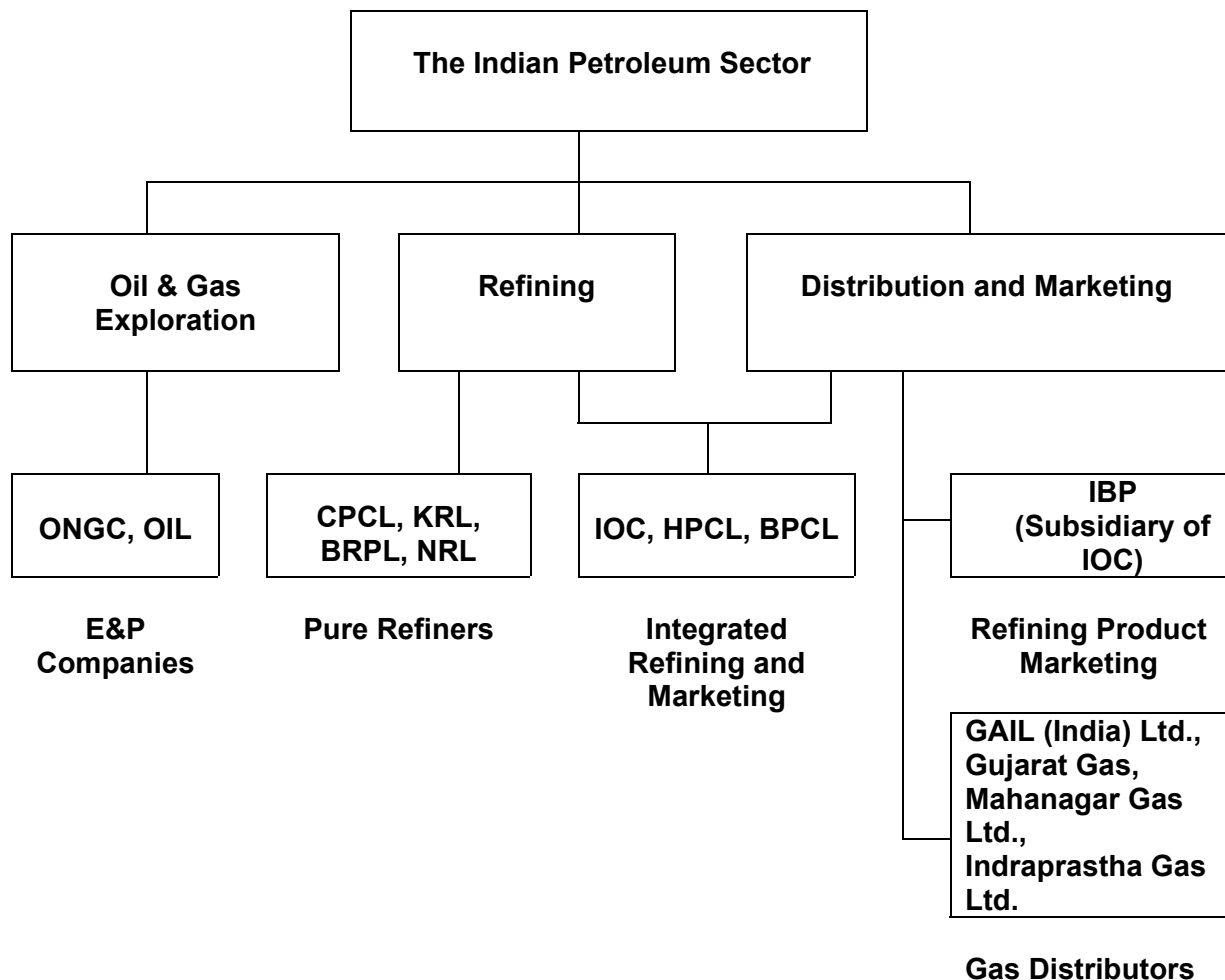 The Indian Petroleum Sector
Oil & Gas
Exploration
Refining
Distribution and Marketing
ONGC, OIL
CPCL, KRL,
BRPL, NRL
IOC, HPCL, BPCL
IBP
(Subsidiary of
IOC)
E&P
Companies
Pure Refiners
Integrated
Refining and
Marketing
Refining Product
Marketing
GAIL (India) Ltd.,
Gujarat Gas,
Mahanagar Gas
Ltd.,
Indraprastha Gas
Ltd.
Gas Distributors